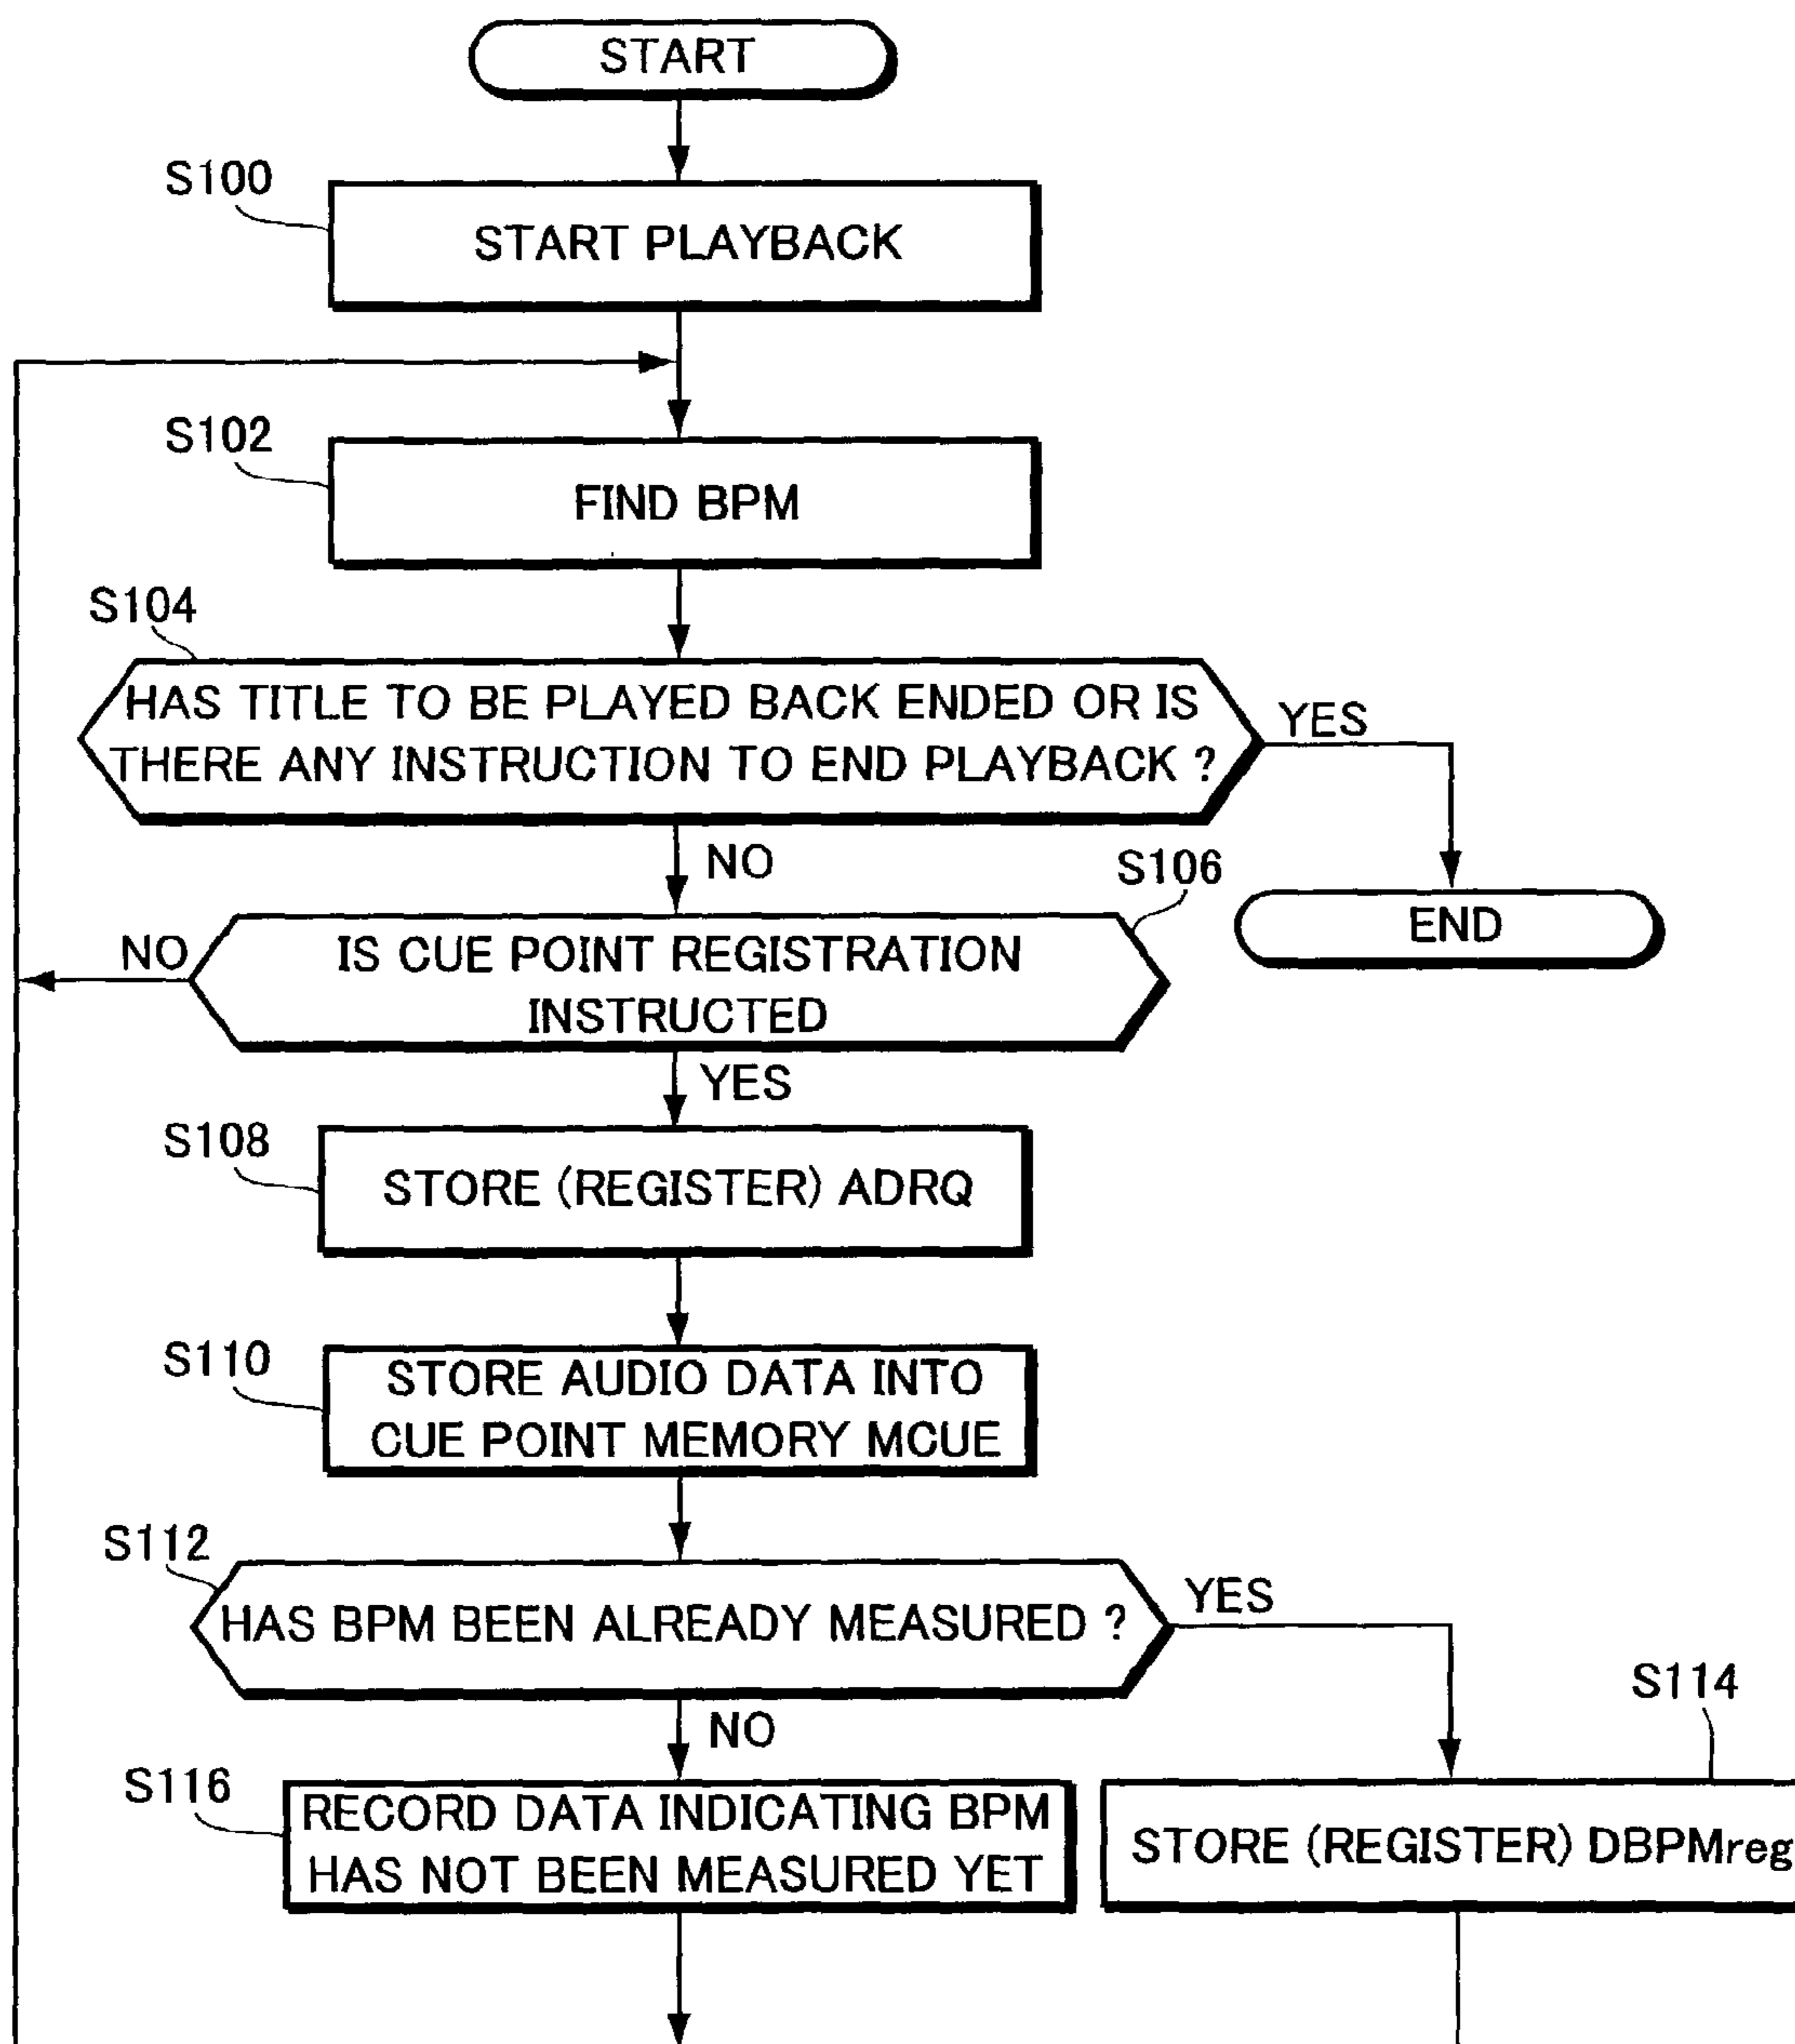 START
S100
START PLAYBACK
S102
FIND BPM
S104
HAS TITLE TO BE PLAYED BACK ENDED OR IS
THERE ANY INSTRUCTION TO END PLAYBACK ?
YES
NO
S106
END
NO
IS CUE POINT REGISTRATION
INSTRUCTED
YES
S108
STORE (REGISTER) ADRQ
S110
STORE AUDIO DATA INTO
CUE POINT MEMORY MCUE
S112
HAS BPM BEEN ALREADY MEASURED ?
YES
S114
NO
S116
RECORD DATA INDICATING BPM
HAS NOT BEEN MEASURED YET
STORE (REGISTER) DBPMreg